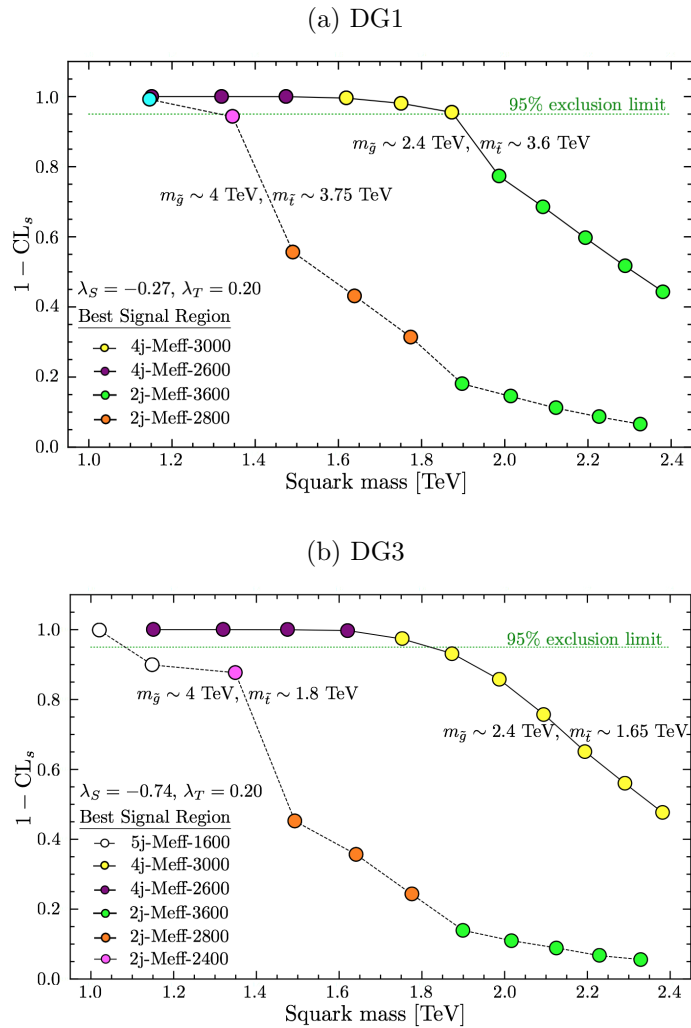 (a) DG1
1.0
0.8
0.6
0.4
0.2
0.0
1 − CLₛ
95% exclusion limit
m_g̃ ∼ 2.4 TeV, m_t̃ ∼ 3.6 TeV
m_g̃ ∼ 4 TeV, m_t̃ ∼ 3.75 TeV
λ_S = −0.27, λ_T = 0.20
Best Signal Region
4j-Meff-3000
4j-Meff-2600
2j-Meff-3600
2j-Meff-2800
1.0 1.2 1.4 1.6 1.8 2.0 2.2 2.4
Squark mass [TeV]
(b) DG3
1.0
0.8
0.6
0.4
0.2
0.0
1 − CLₛ
95% exclusion limit
m_g̃ ∼ 4 TeV, m_t̃ ∼ 1.8 TeV
m_g̃ ∼ 2.4 TeV, m_t̃ ∼ 1.65 TeV
λ_S = −0.74, λ_T = 0.20
Best Signal Region
5j-Meff-1600
4j-Meff-3000
4j-Meff-2600
2j-Meff-3600
2j-Meff-2800
2j-Meff-2400
1.0 1.2 1.4 1.6 1.8 2.0 2.2 2.4
Squark mass [TeV]